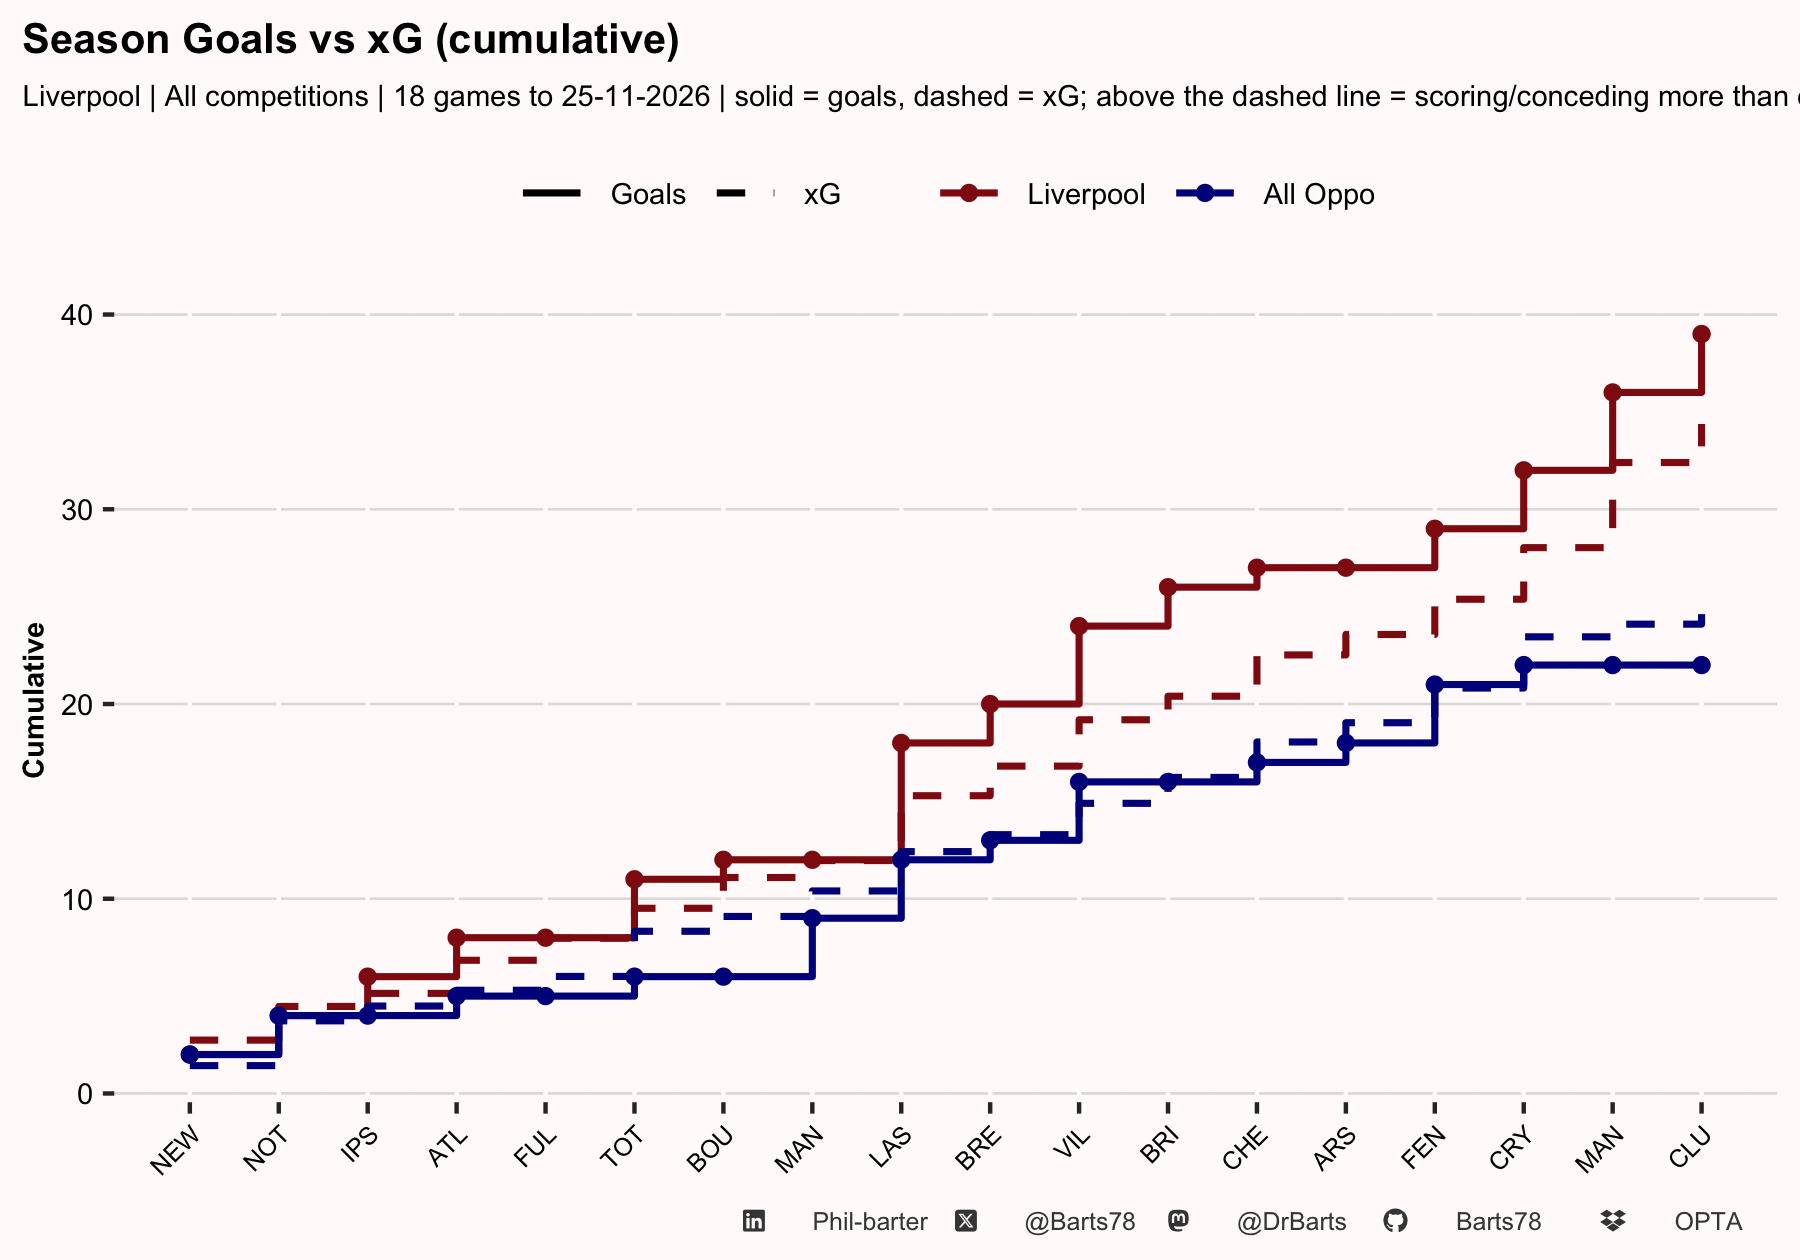 Season Goals vs xG (cumulative)
Liverpool | All competitions | 18 games to 25-11-2026 | solid = goals, dashed = xG; above the dashed line = scoring/conceding more than
Goals xG Liverpool All Oppo
40
30
20
10
0
Cumulative
NEW NOT IPS ATL FUL TOT BOU MAN LAS BRE VIL BRI CHE ARS FEN CRY MAN CLU
Phil-barter @Barts78 @DrBarts Barts78 OPTA